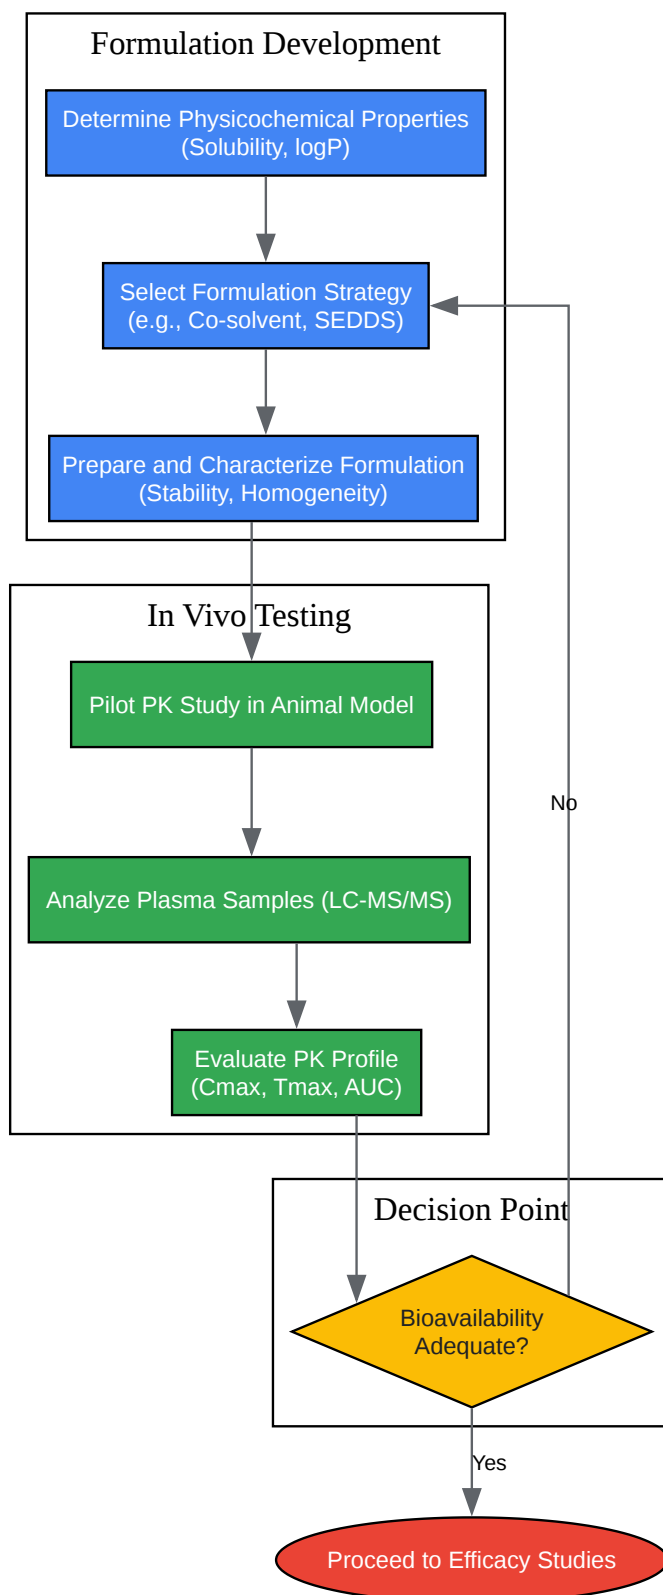 Formulation Development
Determine Physicochemical Properties
(Solubility, logP)
Select Formulation Strategy
(e.g., Co-solvent, SEDDS)
Prepare and Characterize Formulation
(Stability, Homogeneity)
In Vivo Testing
Pilot PK Study in Animal Model
No
Analyze Plasma Samples (LC-MS/MS)
Evaluate PK Profile
(Cmax, Tmax, AUC)
Decision Point
Bioavailability
Adequate?
Yes
Proceed to Efficacy Studies